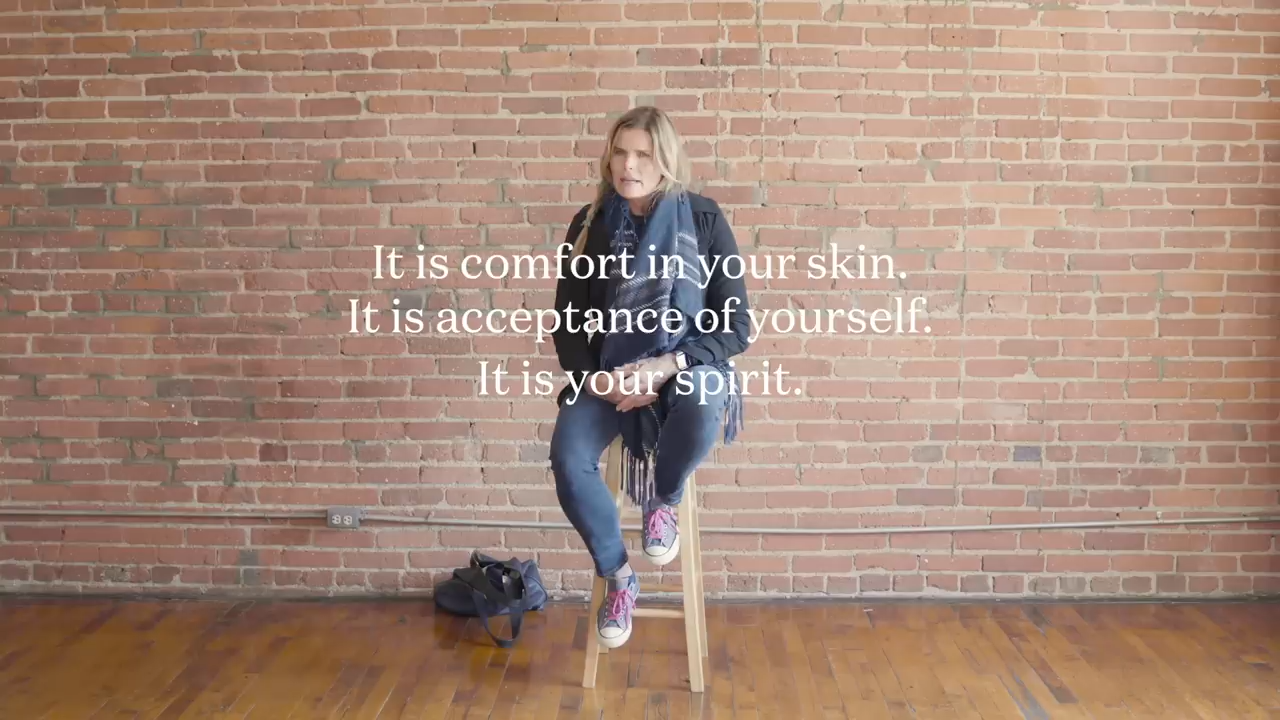 It is comfort in your skin.
It is acceptance of yourself.
It is your spirit.